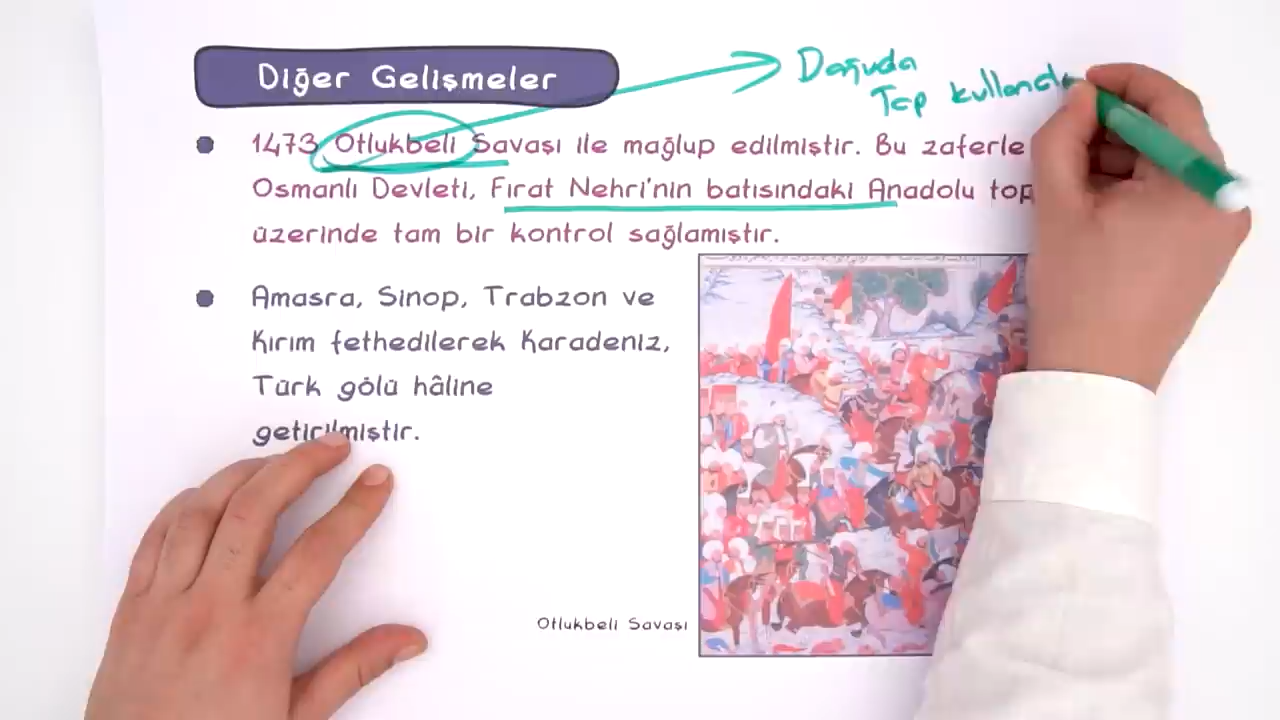 Diğer Gelişmeler
Doğuda
Top
1473 Otlukbeli Savaşı ile mağlup edilmiştir. Bu zaferle
Osmanlı Devleti, Fırat Nehri'nin batısındaki Anadolu
üzerinde tam bir kontrol sağlamıştır.
Amasra, Sinop, Trabzon ve
Kırım fethedilerek Karadeniz,
Türk gölü hâline
getirilmiştir.
Otlukbeli Savaşı